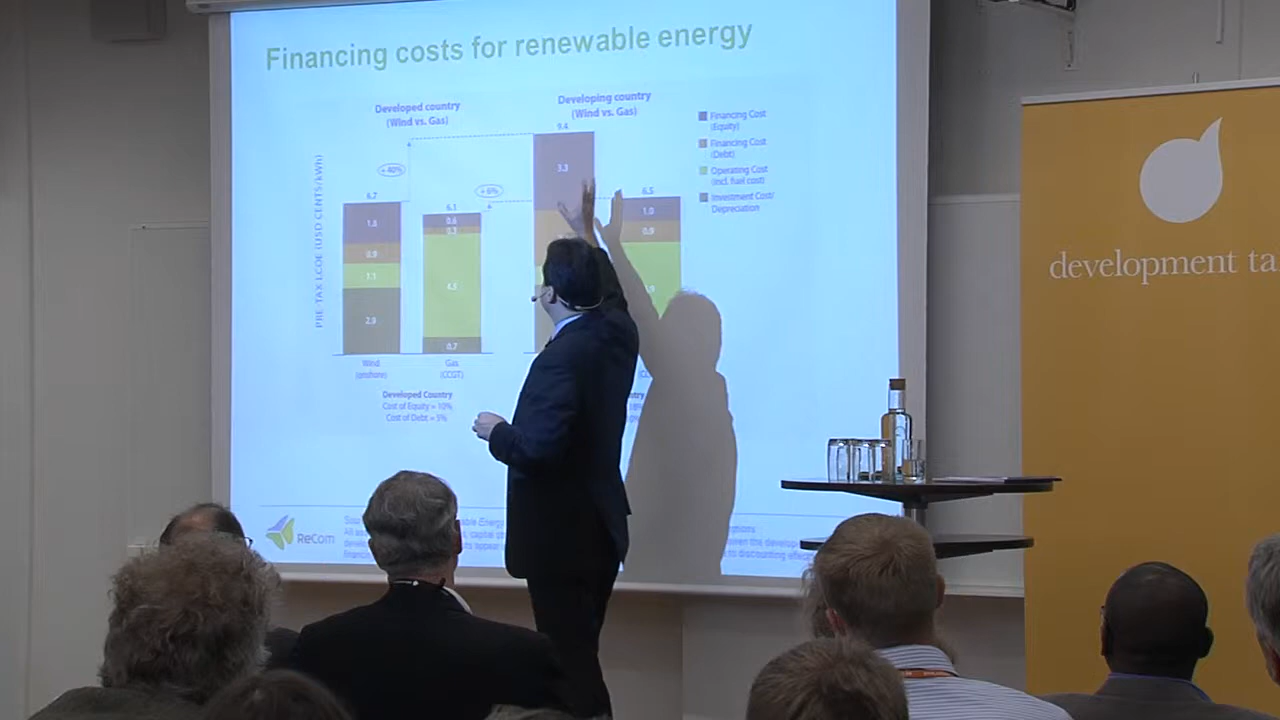 Financing costs for renewable energy
Developed country
(Wind vs. Gas)
Developing country
(Wind vs. Gas)
PRE-TAX LCOE (USD CENTS/kWh)
+ 40%
+ 6%
6.7
1.8
0.9
1.1
2.9
6.1
0.6
0.3
4.5
0.7
9.4
3.3
6.5
1.0
0.9
Financing Cost
(Equity)
Financing Cost
(Debt)
Operating Cost
(incl. fuel cost)
Investment Cost/
Depreciation
Wind
(onshore)
Gas
(CCGT)
Developed Country
Cost of Equity = 10%
Cost of Debt = 5%
ReCom
development ta